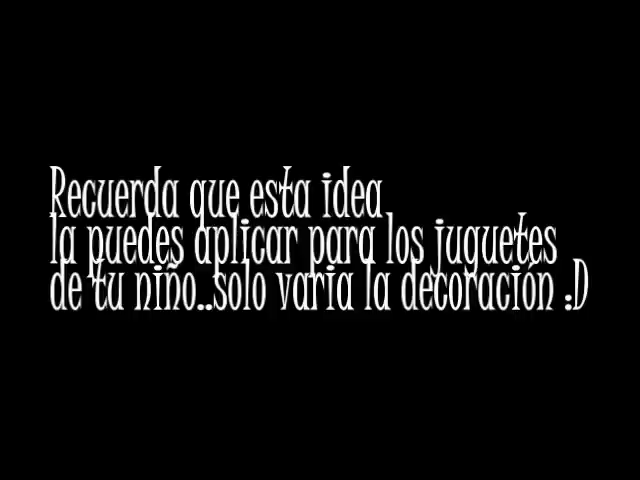 Recuerda que esta idea
la puedes aplicar para los juguetes
de tu niño..solo varia la decoración :D